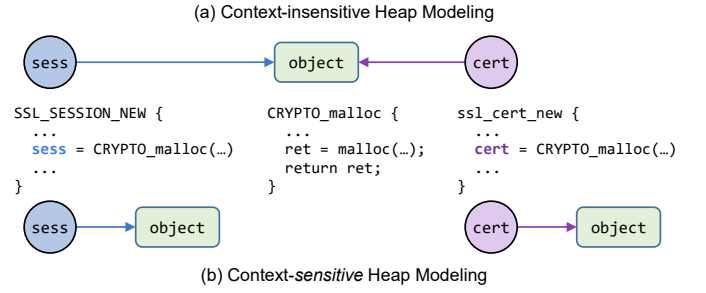 (a) Context-insensitive Heap Modeling
sess object cert
SSL_SESSION_NEW {
...
sess = CRYPTO_malloc(…)
...
}
CRYPTO_malloc {
...
ret = malloc(…);
return ret;
}
ssl_cert_new {
...
cert = CRYPTO_malloc(…)
...
}
sess object cert object
(b) Context-sensitive Heap Modeling